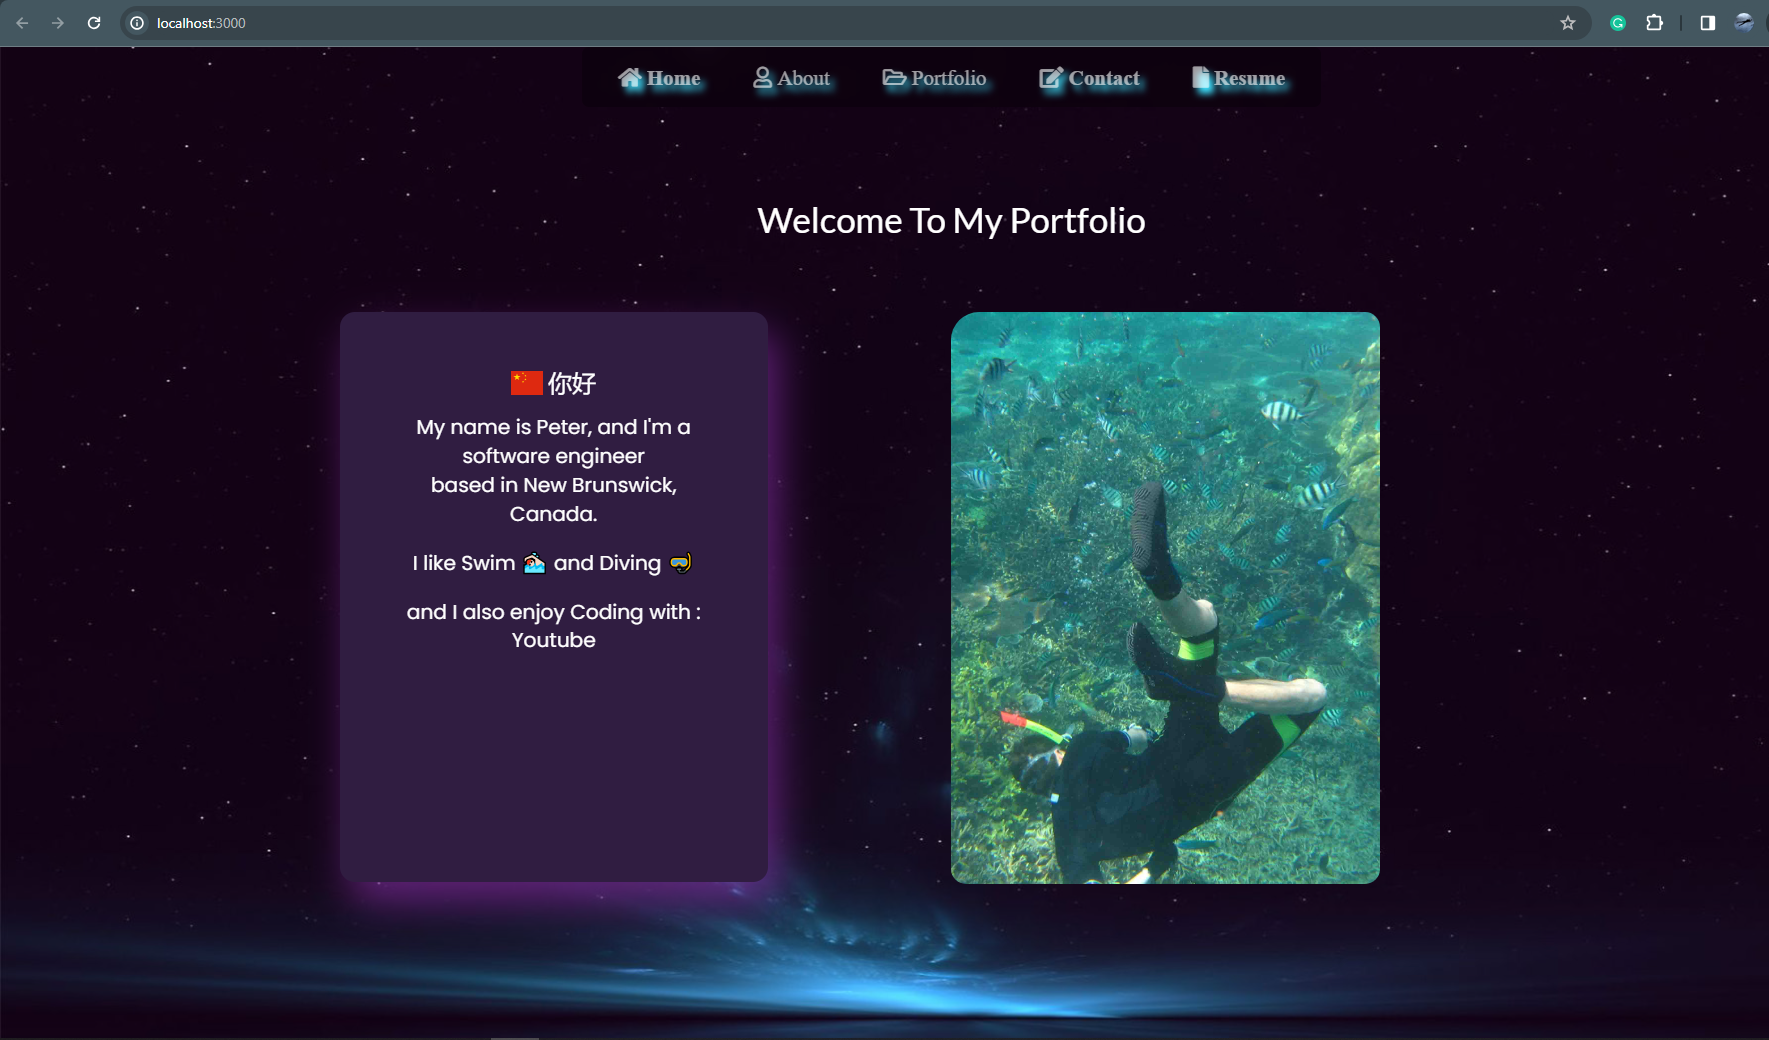 localhost:3000
Home About Portfolio Contact Resume
Welcome To My Portfolio
🇨🇳 你好
My name is Peter, and I'm a
software engineer
based in New Brunswick,
Canada.
I like Swim 🏊 and Diving 🤿
and I also enjoy Coding with :
Youtube